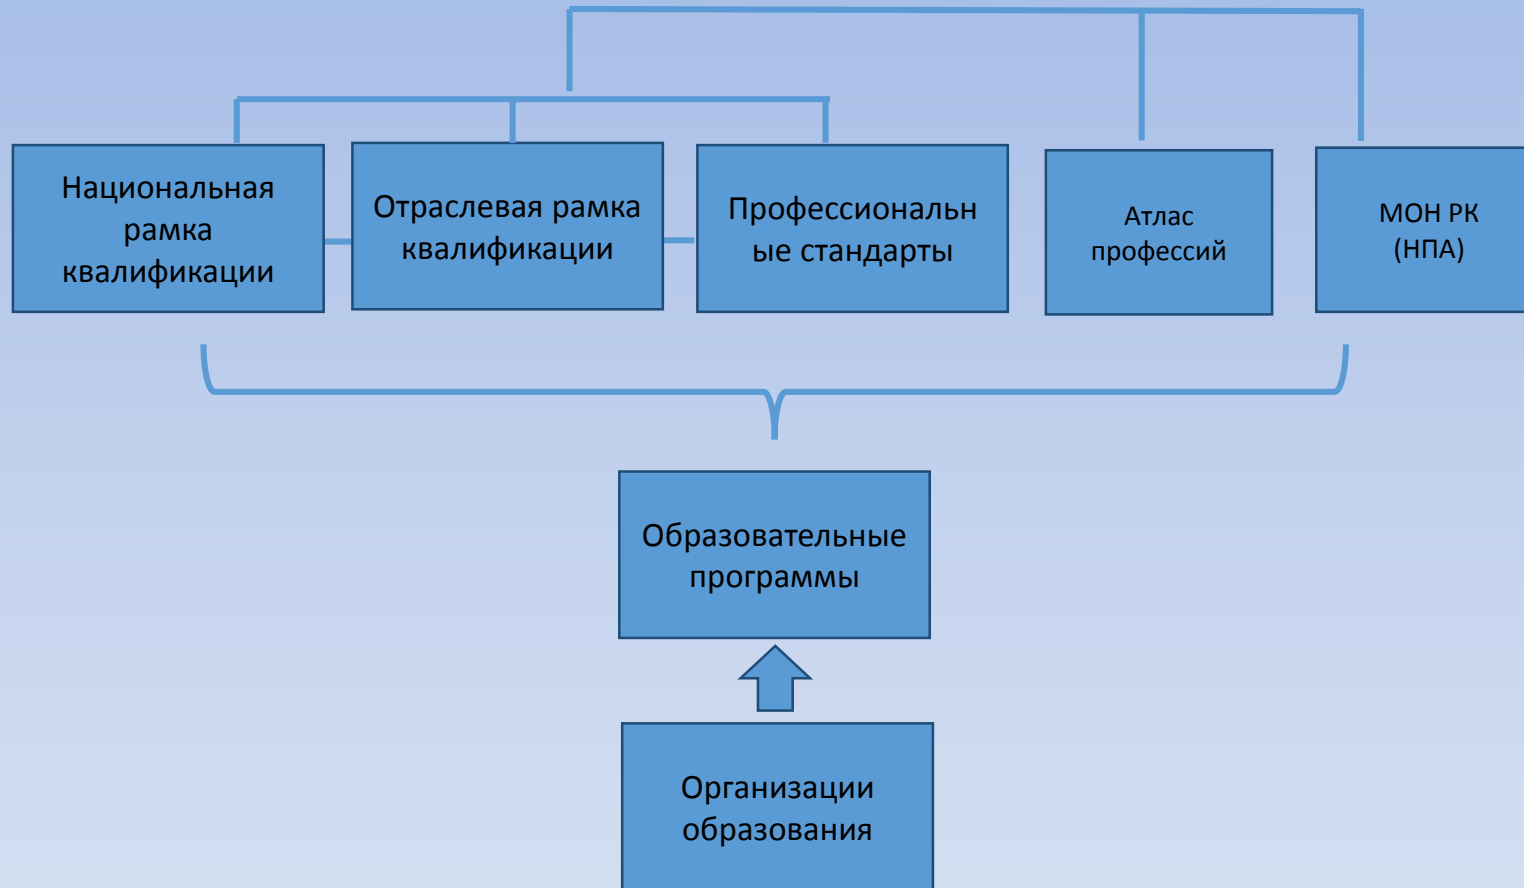 Национальная
рамка
квалификации
Отраслевая рамка
квалификации
Профессиональн
ые стандарты
Атлас
профессий
МОН РК
(НПА)
Образовательные
программы
Организации
образования